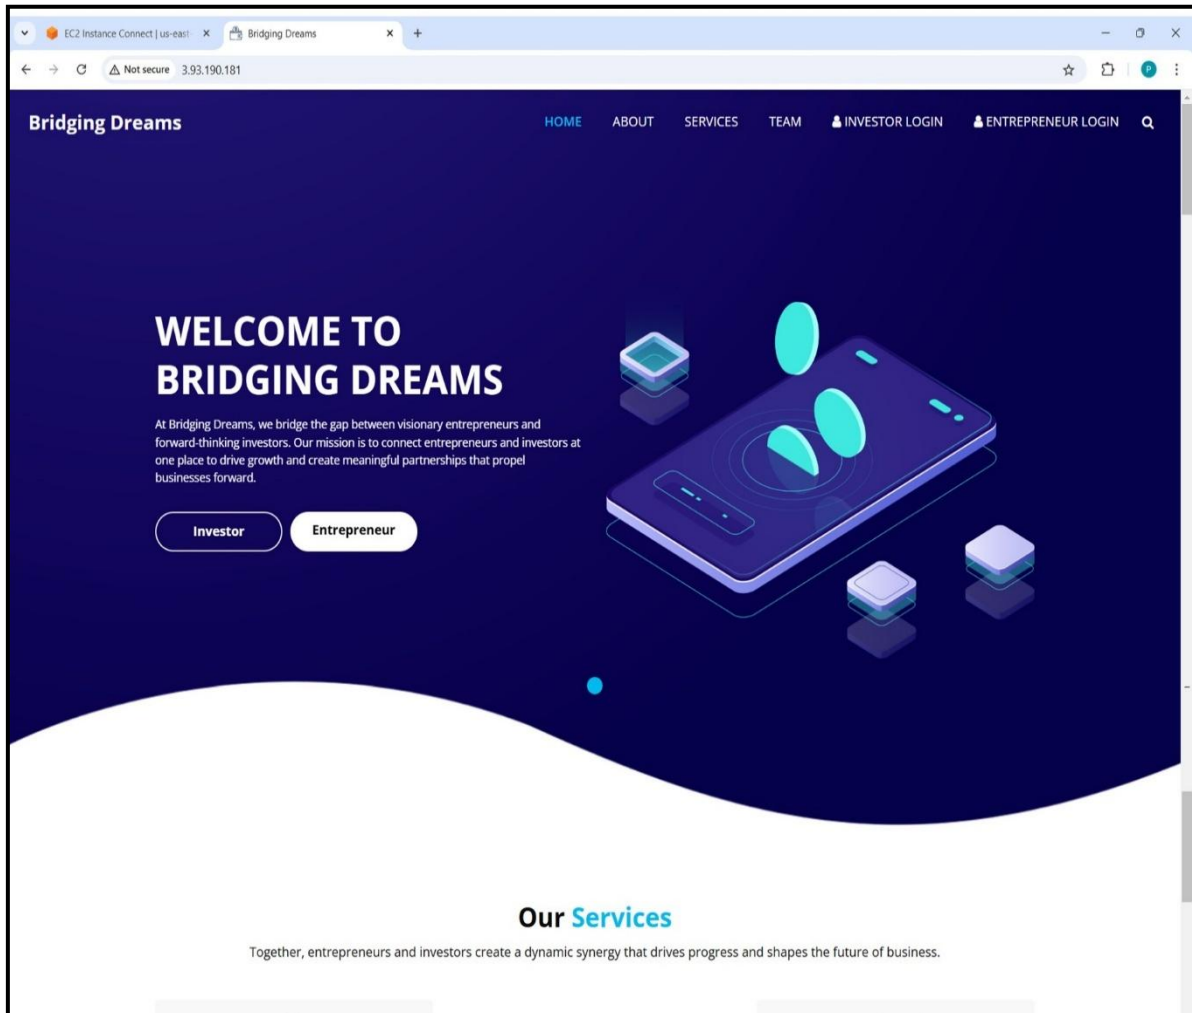 EC2 Instance Connect | us-east
Bridging Dreams
Not secure 3.93.190.181
P
Bridging Dreams
HOME ABOUT SERVICES TEAM INVESTOR LOGIN ENTREPRENEUR LOGIN
WELCOME TO
BRIDGING DREAMS
At Bridging Dreams, we bridge the gap between visionary entrepreneurs and
forward-thinking investors. Our mission is to connect entrepreneurs and investors at
one place to drive growth and create meaningful partnerships that propel
businesses forward.
Investor Entrepreneur
Our Services
Together, entrepreneurs and investors create a dynamic synergy that drives progress and shapes the future of business.